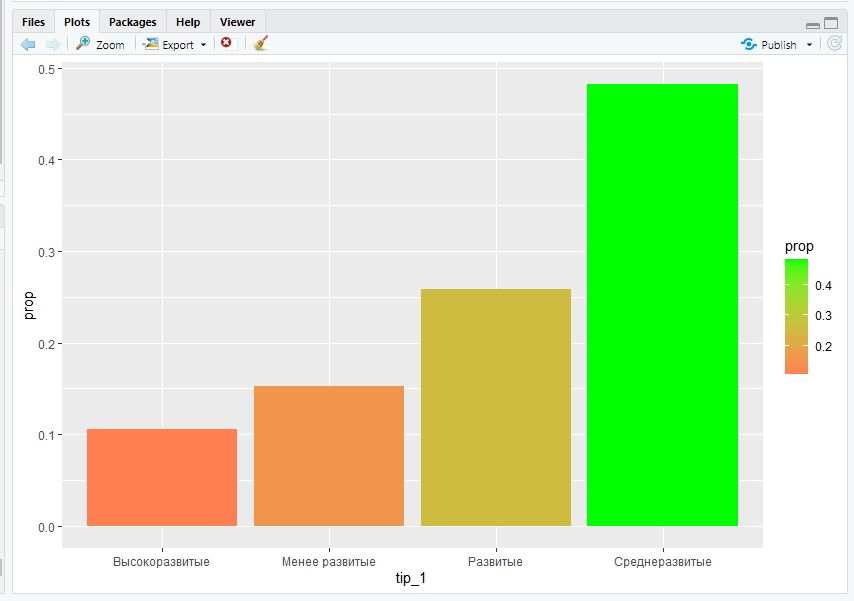 Files Plots Packages Help Viewer
Zoom Export Publish
0.5
0.4
0.3
0.2
0.1
0.0
prop
Высокоразвитые Менее развитые Развитые Среднеразвитые
tip_1
prop
0.4
0.3
0.2